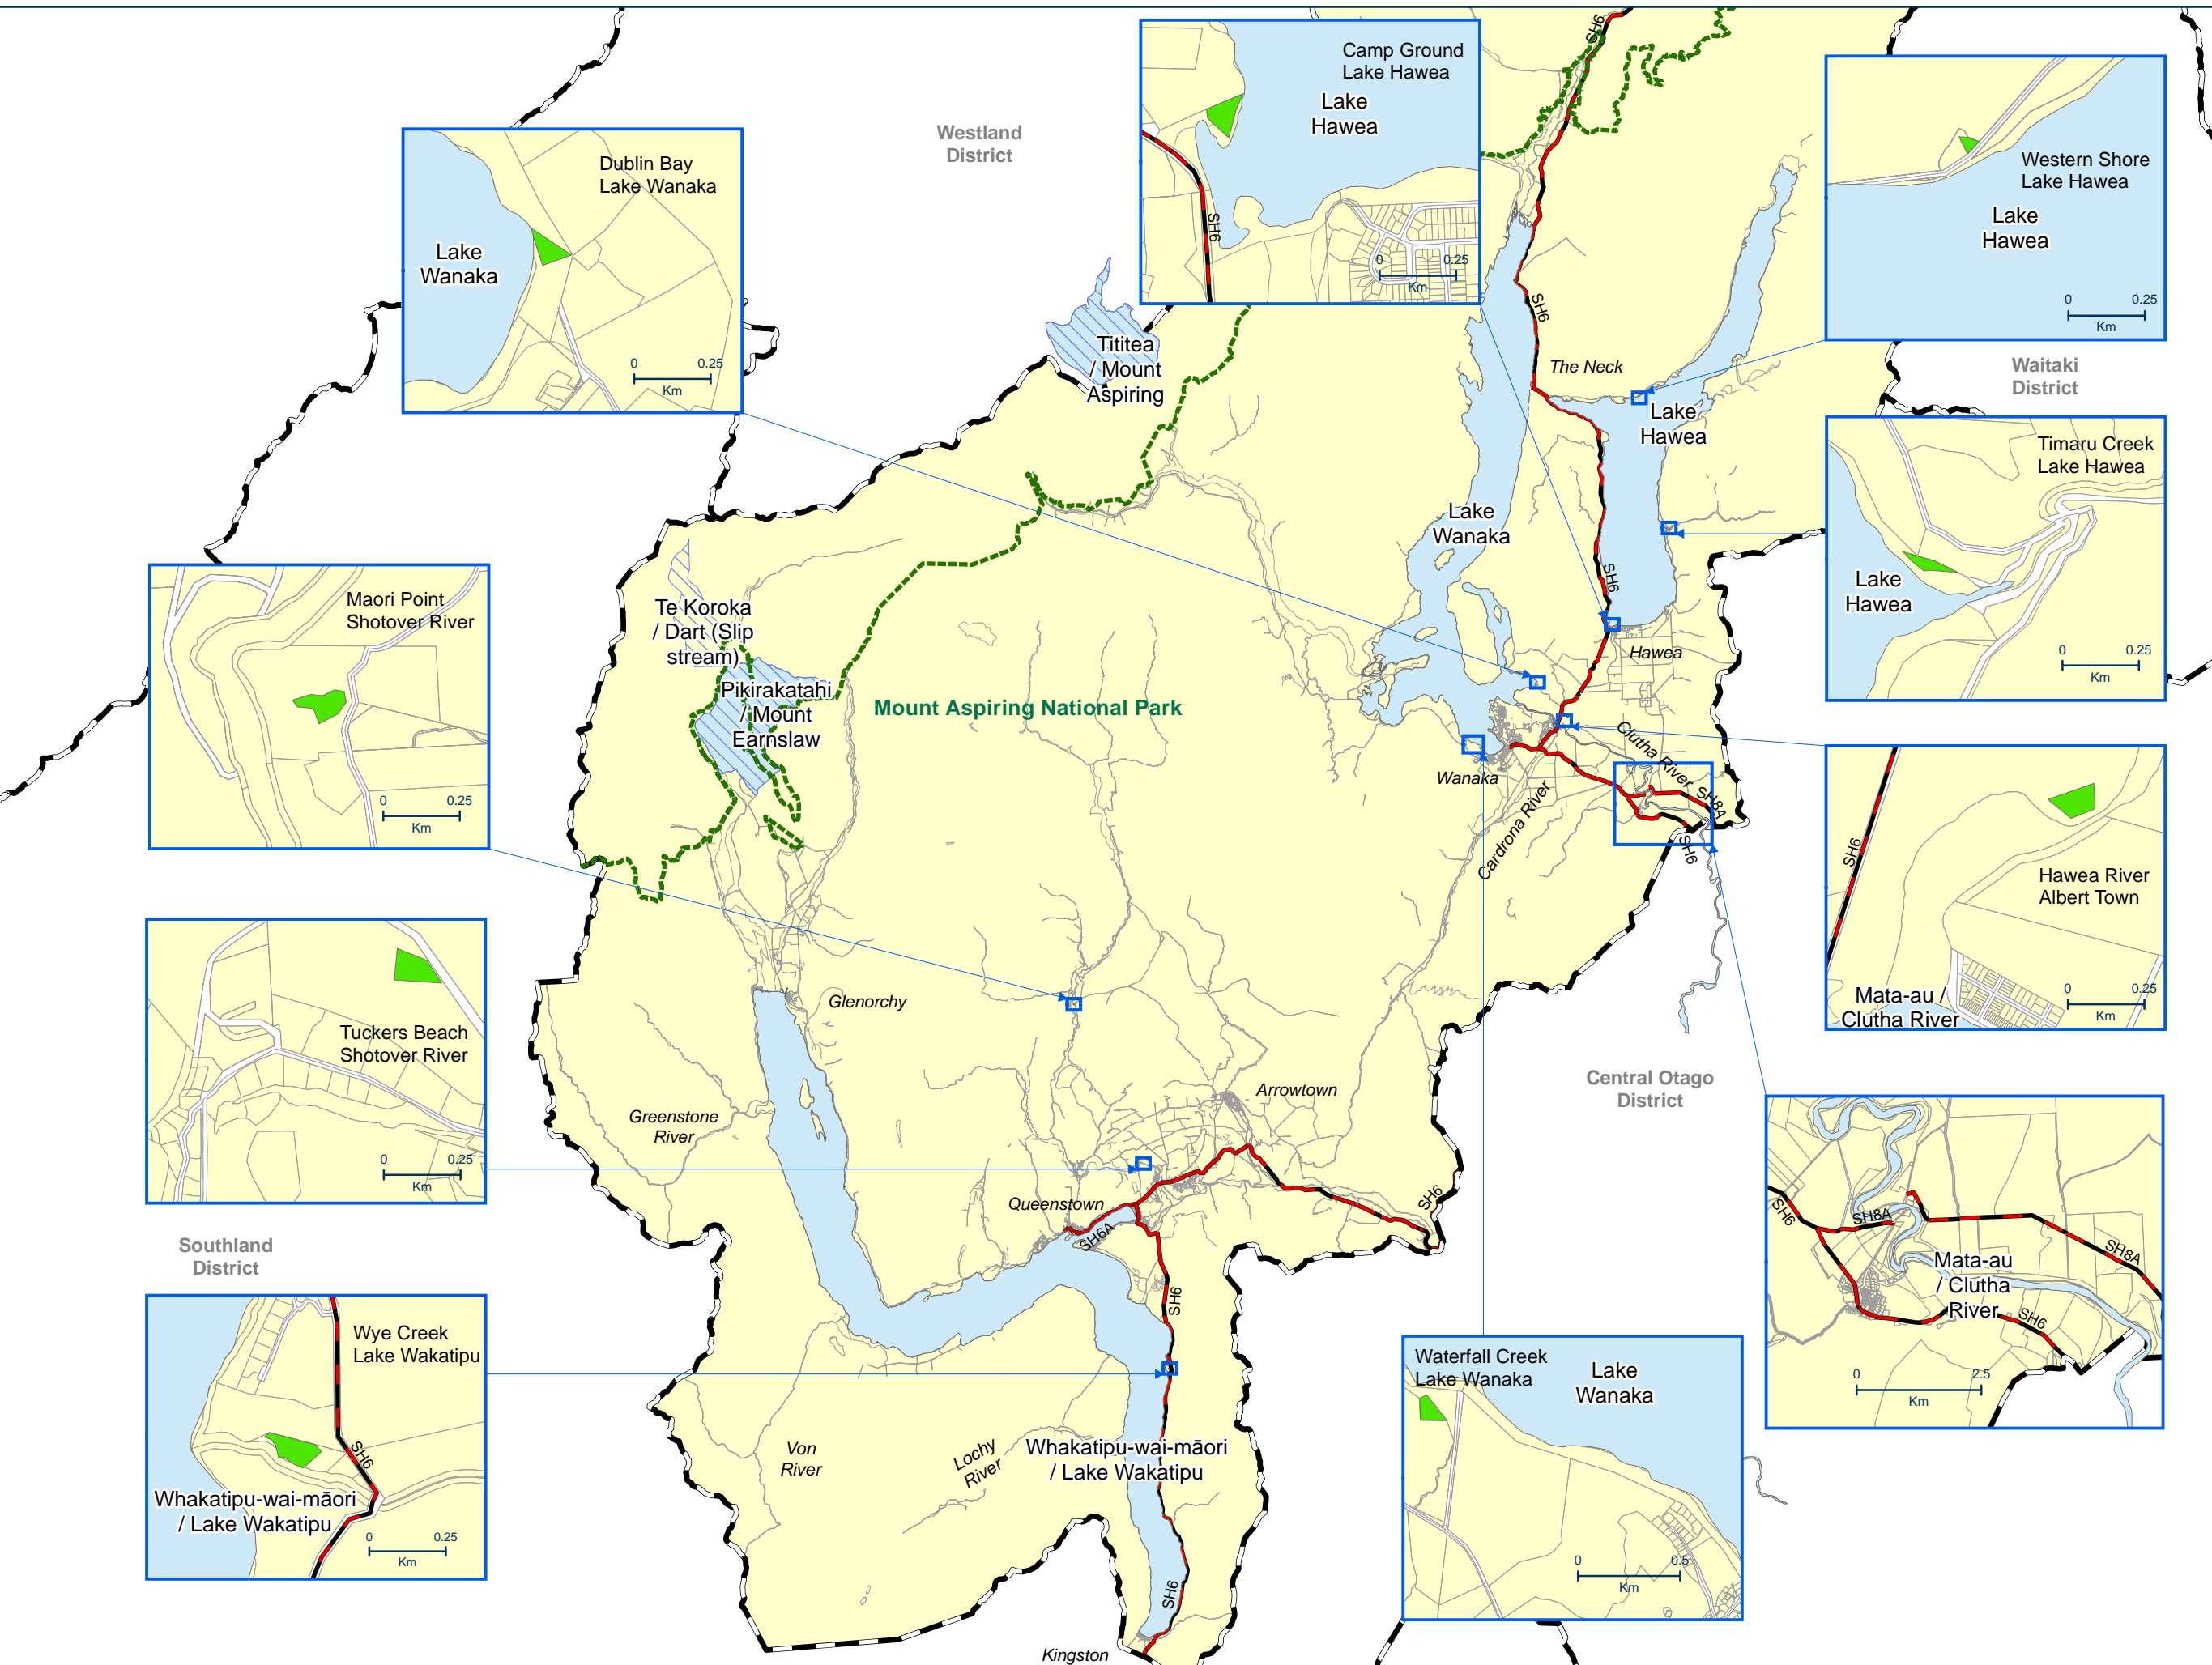 SH6
Camp Ground
Lake Hawea
Lake
Hawea
SH6
0 0.25
Km
Westland
District
Dublin Bay
Lake Wanaka
Lake
Wanaka
0 0.25
Km
Western Shore
Lake Hawea
Lake
Hawea
0 0.25
Km
Tititea
/ Mount
Aspiring
SH6
The Neck
Waitaki
District
Lake
Hawea
Timaru Creek
Lake Hawea
Lake
Hawea
0 0.25
Km
Lake
Wanaka
SH6
Maori Point
Shotover River
0 0.25
Km
Te Koroka
/ Dart (Slip
stream)
Pikirakatahi
/ Mount
Earnslaw
Mount Aspiring National Park
Hawea
Clutha River
Wanaka
Cardrona River
SH8A
SH6
SH6
Hawea River
Albert Town
Mata-au /
Clutha River
0 0.25
Km
Tuckers Beach
Shotover River
0 0.25
Km
Glenorchy
Central Otago
District
Arrowtown
Greenstone
River
Queenstown
SH6A
SH6
SH6
SH6
SH8A
SH8A
Mata-au
/ Clutha
River
SH6
0 2.5
Km
Southland
District
Wye Creek
Lake Wakatipu
SH6
Whakatipu-wai-māori
/ Lake Wakatipu
0 0.25
Km
Von
River
Lochy
River
Whakatipu-wai-māori
/ Lake Wakatipu
SH6
Kingston
Waterfall Creek
Lake Wanaka
Lake
Wanaka
0 0.5
Km